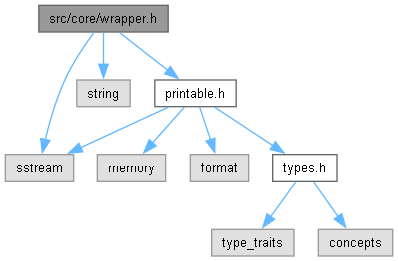 src/core/wrapper.h
string
printable.h
sstream
memory
format
types.h
type_traits
concepts